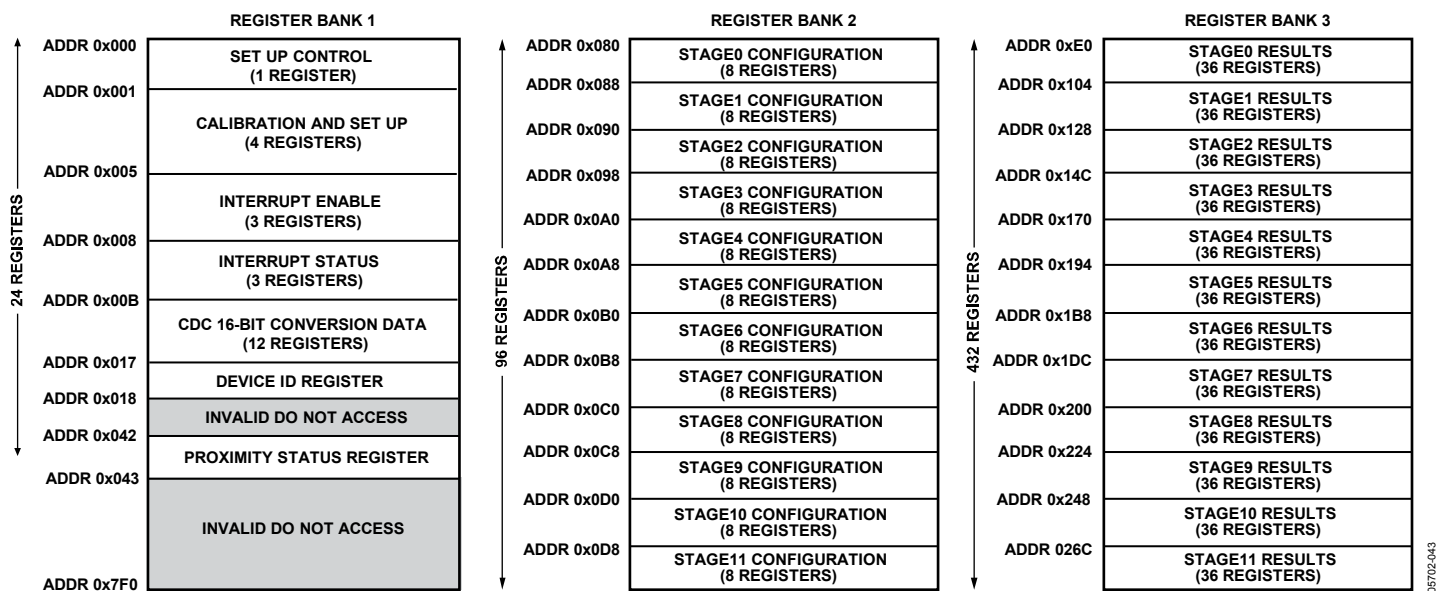 REGISTER BANK 1
24 REGISTERS
ADDR 0x000
SET UP CONTROL
(1 REGISTER)
ADDR 0x001
CALIBRATION AND SET UP
(4 REGISTERS)
ADDR 0x005
INTERRUPT ENABLE
(3 REGISTERS)
ADDR 0x008
INTERRUPT STATUS
(3 REGISTERS)
ADDR 0x00B
CDC 16-BIT CONVERSION DATA
(12 REGISTERS)
ADDR 0x017
DEVICE ID REGISTER
ADDR 0x018
INVALID DO NOT ACCESS
ADDR 0x042
PROXIMITY STATUS REGISTER
ADDR 0x043
INVALID DO NOT ACCESS
ADDR 0x7F0
REGISTER BANK 2
96 REGISTERS
ADDR 0x080
STAGE0 CONFIGURATION
(8 REGISTERS)
ADDR 0x088
STAGE1 CONFIGURATION
(8 REGISTERS)
ADDR 0x090
STAGE2 CONFIGURATION
(8 REGISTERS)
ADDR 0x098
STAGE3 CONFIGURATION
(8 REGISTERS)
ADDR 0x0A0
STAGE4 CONFIGURATION
(8 REGISTERS)
ADDR 0x0A8
STAGE5 CONFIGURATION
(8 REGISTERS)
ADDR 0x0B0
STAGE6 CONFIGURATION
(8 REGISTERS)
ADDR 0x0B8
STAGE7 CONFIGURATION
(8 REGISTERS)
ADDR 0x0C0
STAGE8 CONFIGURATION
(8 REGISTERS)
ADDR 0x0C8
STAGE9 CONFIGURATION
(8 REGISTERS)
ADDR 0x0D0
STAGE10 CONFIGURATION
(8 REGISTERS)
ADDR 0x0D8
STAGE11 CONFIGURATION
(8 REGISTERS)
REGISTER BANK 3
432 REGISTERS
ADDR 0xE0
STAGE0 RESULTS
(36 REGISTERS)
ADDR 0x104
STAGE1 RESULTS
(36 REGISTERS)
ADDR 0x128
STAGE2 RESULTS
(36 REGISTERS)
ADDR 0x14C
STAGE3 RESULTS
(36 REGISTERS)
ADDR 0x170
STAGE4 RESULTS
(36 REGISTERS)
ADDR 0x194
STAGE5 RESULTS
(36 REGISTERS)
ADDR 0x1B8
STAGE6 RESULTS
(36 REGISTERS)
ADDR 0x1DC
STAGE7 RESULTS
(36 REGISTERS)
ADDR 0x200
STAGE8 RESULTS
(36 REGISTERS)
ADDR 0x224
STAGE9 RESULTS
(36 REGISTERS)
ADDR 0x248
STAGE10 RESULTS
(36 REGISTERS)
ADDR 026C
STAGE11 RESULTS
(36 REGISTERS)
05702-043